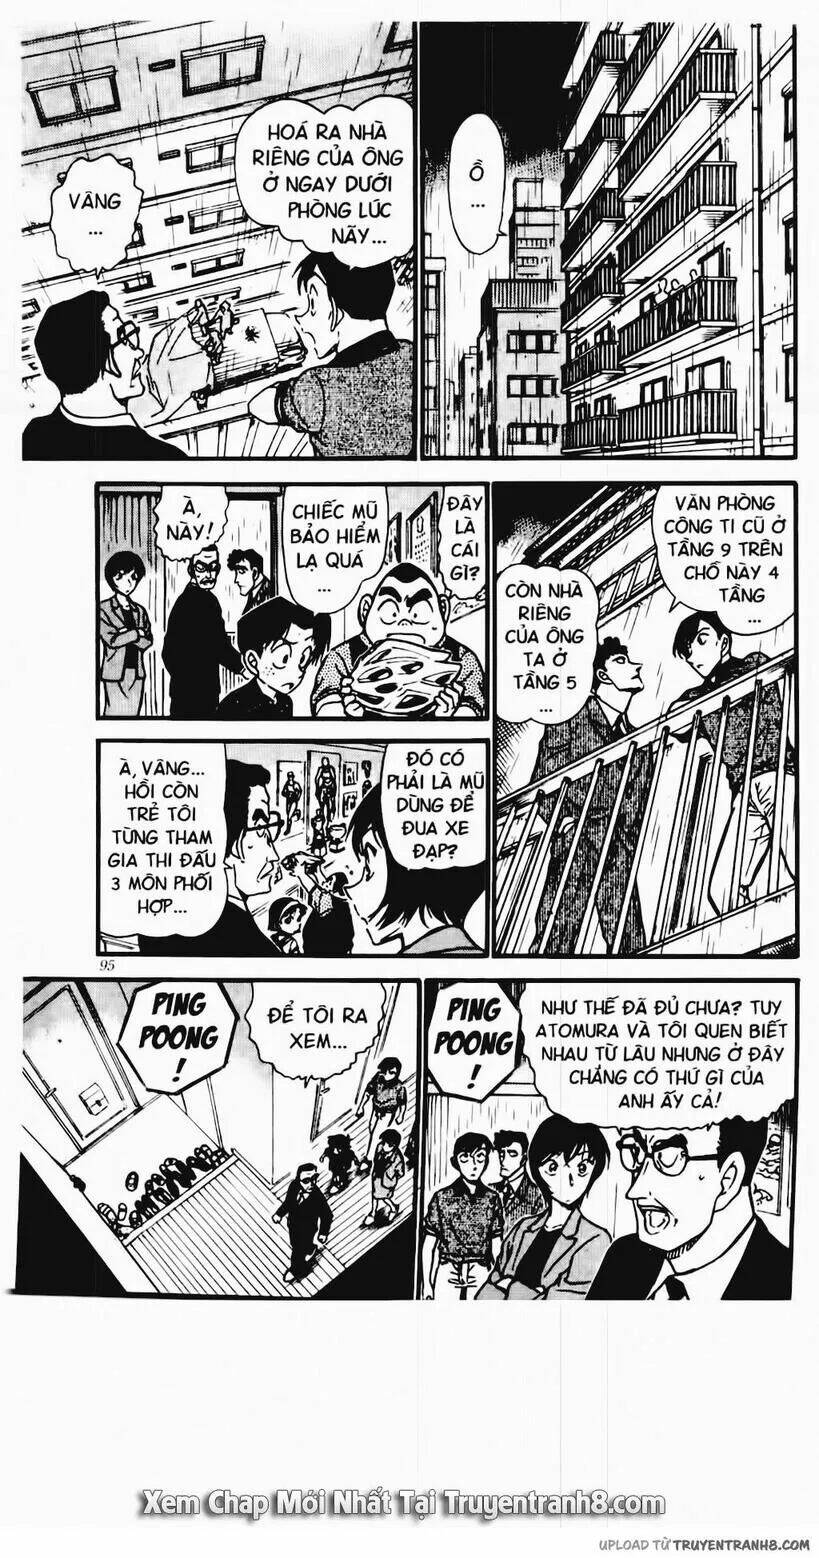 Ồ
...
HOÁ RA NHÀ
RIÊNG CỦA ÔNG
Ở NGAY DƯỚI
PHÒNG LÚC
NÃY...
VÂNG
...
VĂN PHÒNG
CÔNG TI CŨ Ở
TẦNG 9 TRÊN
CHỖ NÀY 4
TẦNG
...
CÒN NHÀ
RIÊNG
CỦA ÔNG
TA Ở
TẦNG 5
...
ĐÂY
LÀ
CÁI
GÌ?
CHIẾC MŨ
BẢO HIỂM
LẠ QUÁ
...
À,
NÀY!
ĐÓ CÓ
PHẢI LÀ MŨ
DÙNG ĐỂ
ĐUA XE
ĐẠP?
À, VÂNG...
HỒI CÒN
TRẺ TÔI
TỪNG THAM
GIA THI ĐẤU
3 MÔN PHỐI
HỢP...
95
NHƯ THẾ ĐÃ ĐỦ CHƯA? TUY
ATOMURA VÀ TÔI QUEN BIẾT
NHAU TỪ LÂU NHƯNG Ở ĐÂY
CHẲNG CÓ THỨ GÌ CỦA
ANH ẤY CẢ!
PING
POONG
!
ĐỂ TÔI RA
XEM...
PING
POONG
!
Xem Chap Mới Nhất Tại Truyentranh8.com
UPLOAD TỪ TRUYENTRANH8.COM